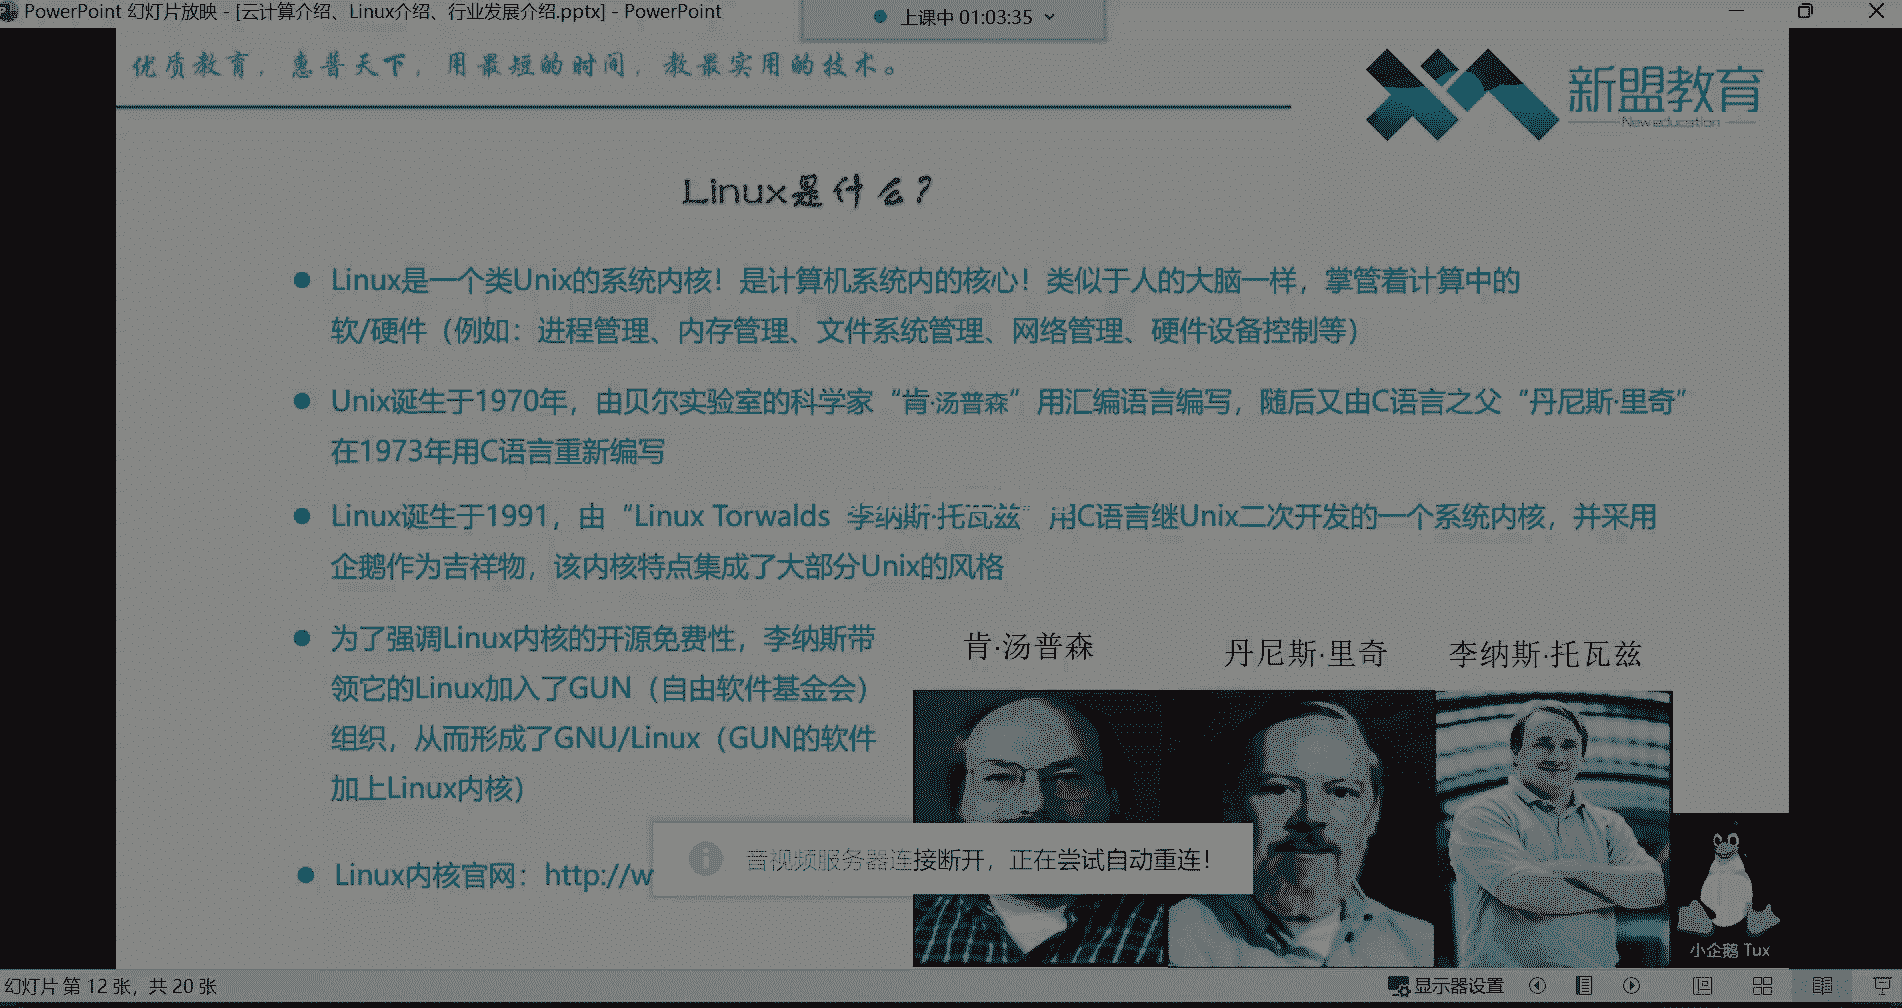 PowerPoint 幻灯片放映 - [云计算介绍、Linux介绍、行业发展介绍.pptx] - PowerPoint
上课中 01:03:35
优质教育，惠普天下，用最短的时间，教最实用的技术。
新盟教育
New education
Linux是什么？
Linux是一个类Unix的系统内核！是计算机系统内的核心！类似于人的大脑一样，掌管着计算中的
软/硬件（例如：进程管理、内存管理、文件系统管理、网络管理、硬件设备控制等）
Unix诞生于1970年，由贝尔实验室的科学家“肯·汤普森”用汇编语言编写，随后又由C语言之父“丹尼斯·里奇”
在1973年用C语言重新编写
Linux诞生于1991，由“Linux Torwalds 李纳斯·托瓦兹”用C语言继Unix二次开发的一个系统内核，并采用
企鹅作为吉祥物，该内核特点集成了大部分Unix的风格
为了强调Linux内核的开源免费性，李纳斯带
领它的Linux加入了GUN（自由软件基金会）
组织，从而形成了GNU/Linux（GUN的软件
加上Linux内核）
肯·汤普森 丹尼斯·里奇 李纳斯·托瓦兹
Linux内核官网：http://w
音视频服务器连接断开，正在尝试自动重连！
小企鹅 Tux
幻灯片 第 12 张，共 20 张
显示器设置